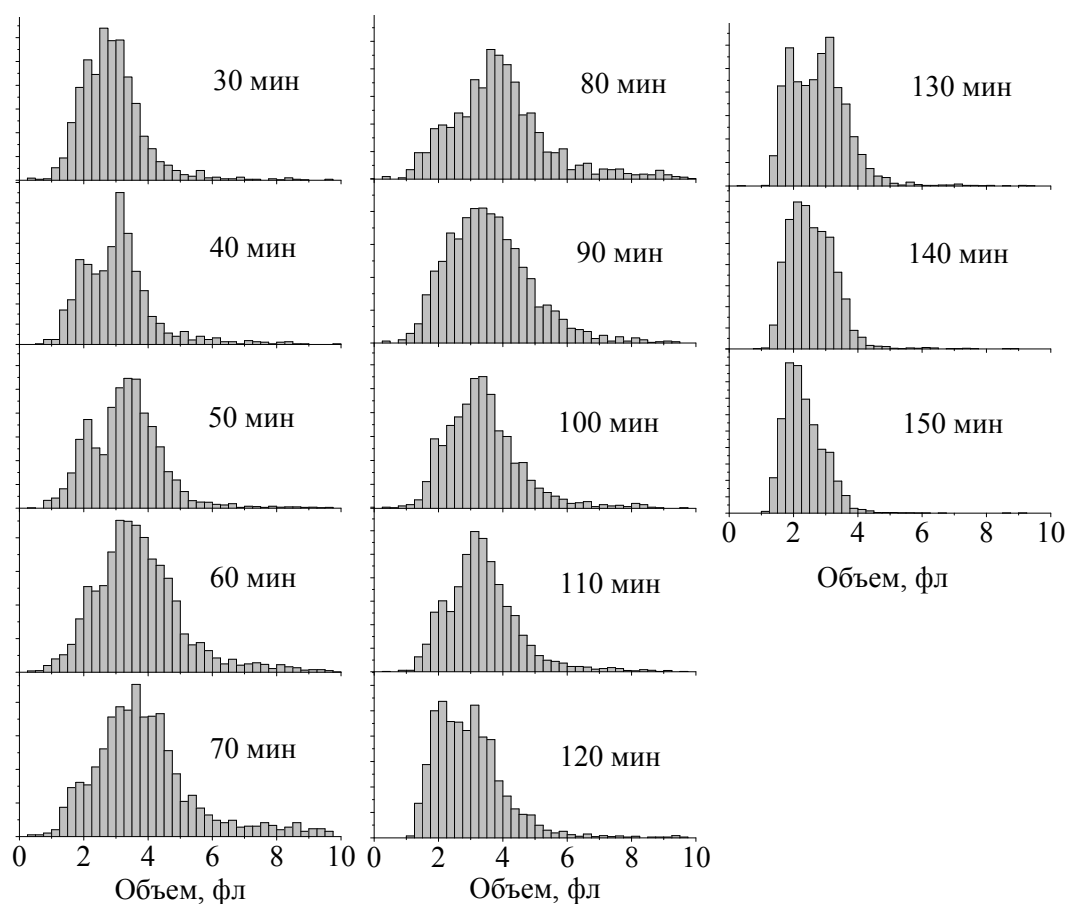 30 мин
40 мин
50 мин
60 мин
70 мин
0 2 4 6 8 10
Объем, фл
80 мин
90 мин
100 мин
110 мин
120 мин
0 2 4 6 8 10
Объем, фл
130 мин
140 мин
150 мин
0 2 4 6 8 10
Объем, фл